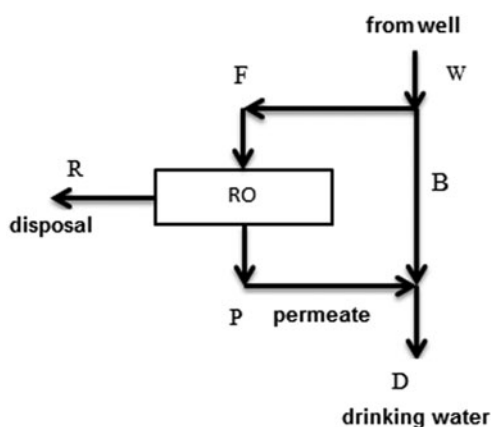 from well
W
F
R
RO
B
disposal
P
permeate
D
drinking water